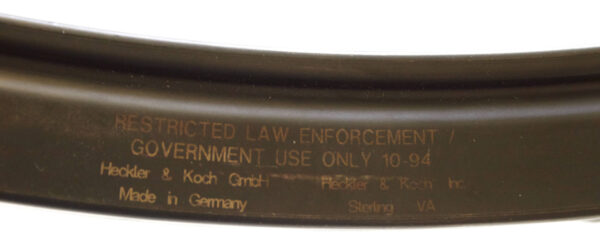 RESTRICTED LAW ENFORCEMENT /
GOVERNMENT USE ONLY 10-94
Heckler & Koch GmbH Heckler & Koch Inc.
Made in Germany Sterling VA